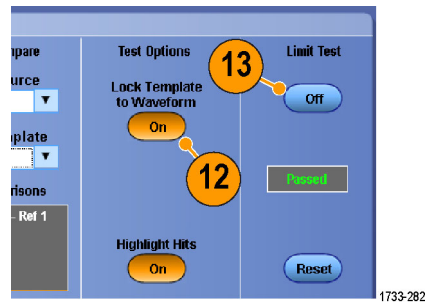 npare
Test Options
Limit Test
13
urce
Lock Template
to Waveform
Off
On
nplate
12
Passed
risons
- Ref 1
Highlight Hits
On
Reset
1733-282